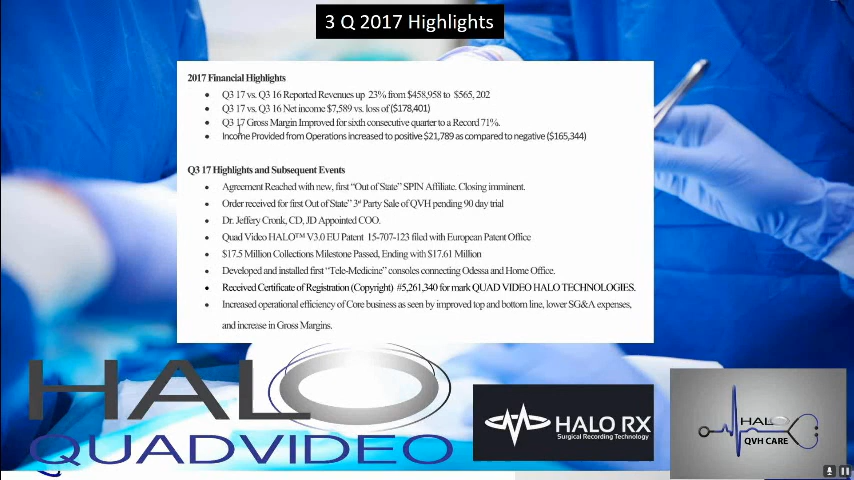 3 Q 2017 Highlights
2017 Financial Highlights
• Q3 17 vs. Q3 16 Reported Revenues up 23% from $458,958 to $565, 202
• Q3 17 vs. Q3 16 Net income $7,589 vs. loss of ($178,401)
• Q3 17 Gross Margin Improved for sixth consecutive quarter to a Record 71%.
• Income Provided from Operations increased to positive $21,789 as compared to negative ($165,344)
Q3 17 Highlights and Subsequent Events
• Agreement Reached with new, first “Out of State” SPIN Affiliate. Closing imminent.
• Order received for first Out of State” 3rd Party Sale of QVH pending 90 day trial
• Dr. Jeffery Cronk, CD, JD Appointed COO.
• Quad Video HALO™ V3.0 EU Patent 15-707-123 filed with European Patent Office
• $17.5 Million Collections Milestone Passed, Ending with $17.61 Million
• Developed and installed first “Tele-Medicine” consoles connecting Odessa and Home Office.
• Received Certificate of Registration (Copyright) #5,261,340 for mark QUAD VIDEO HALO TECHNOLOGIES.
• Increased operational efficiency of Core business as seen by improved top and bottom line, lower SG&A expenses,
and increase in Gross Margins.
HALO
QUADVIDEO
HALO RX
Surgical Recording Technology
HALO
QVH CARE